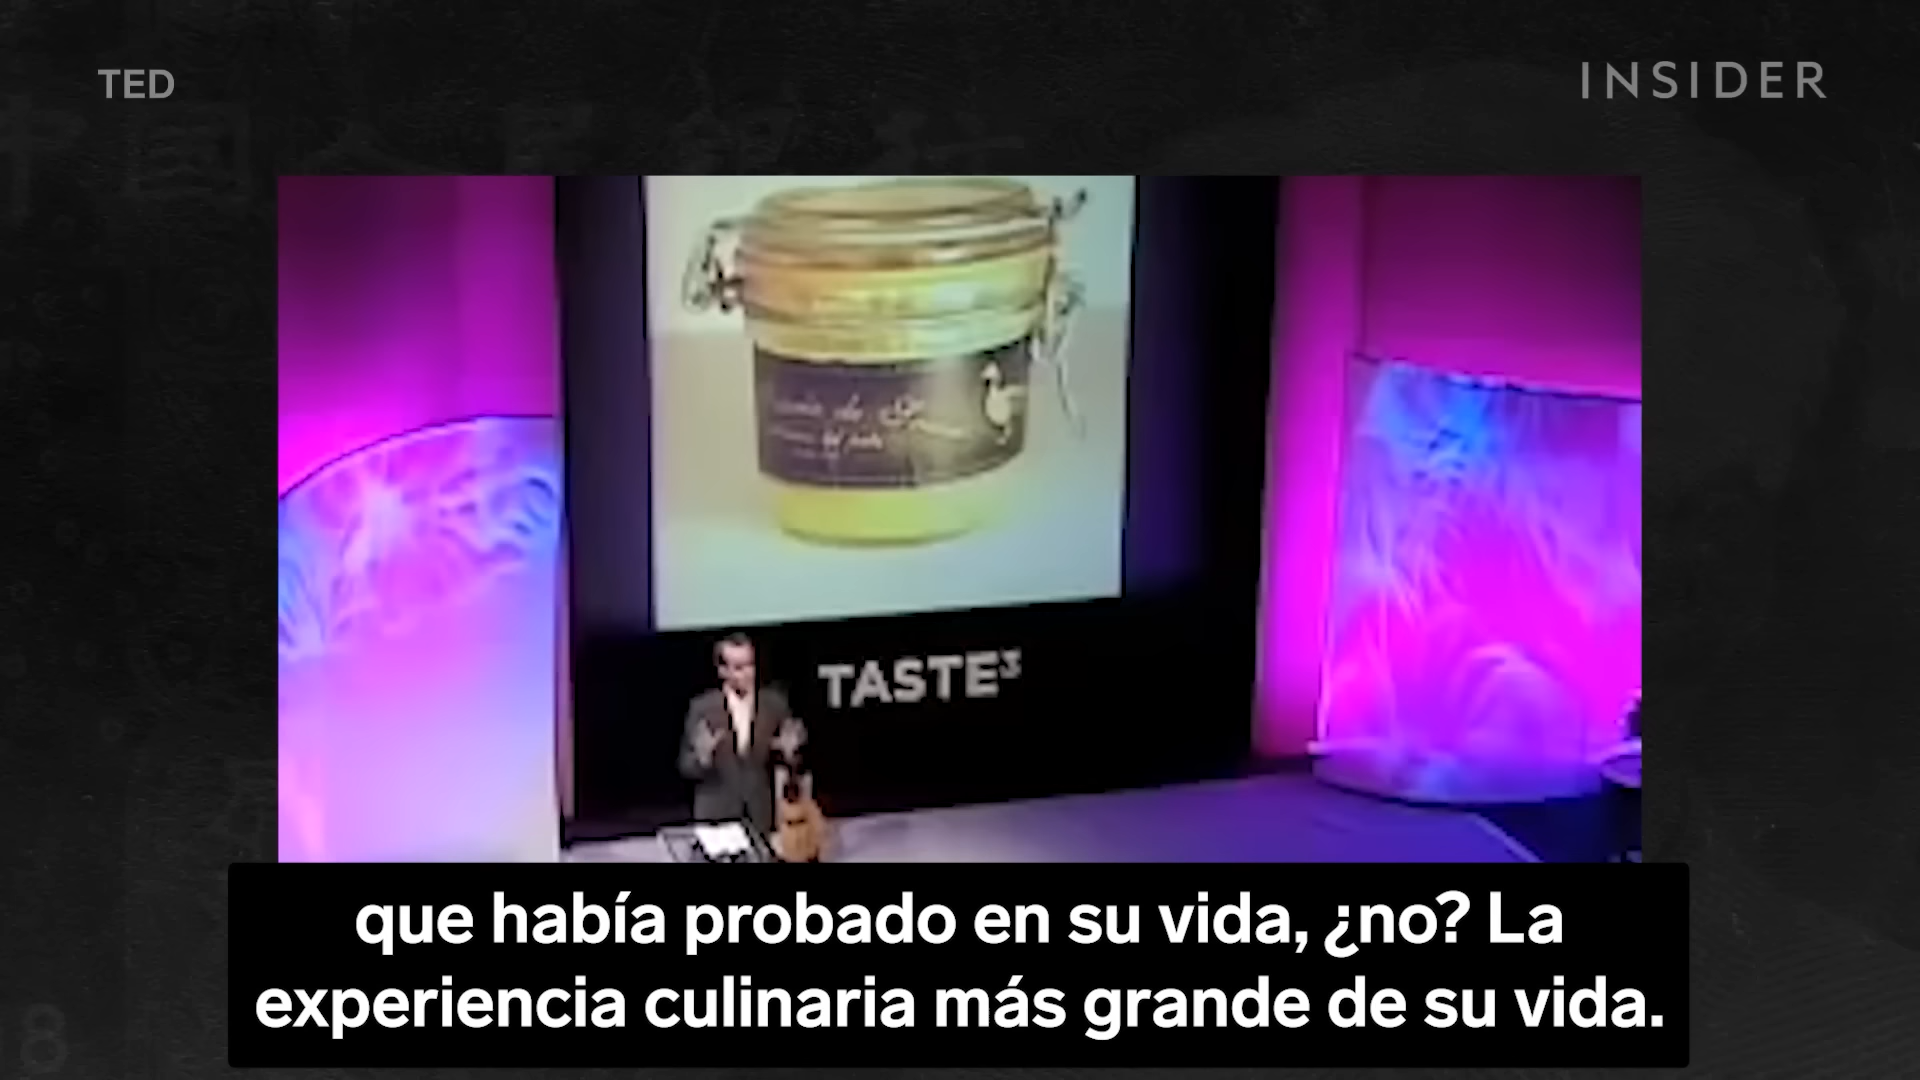 TED
INSIDER
TASTE³
que había probado en su vida, ¿no? La
experiencia culinaria más grande de su vida.